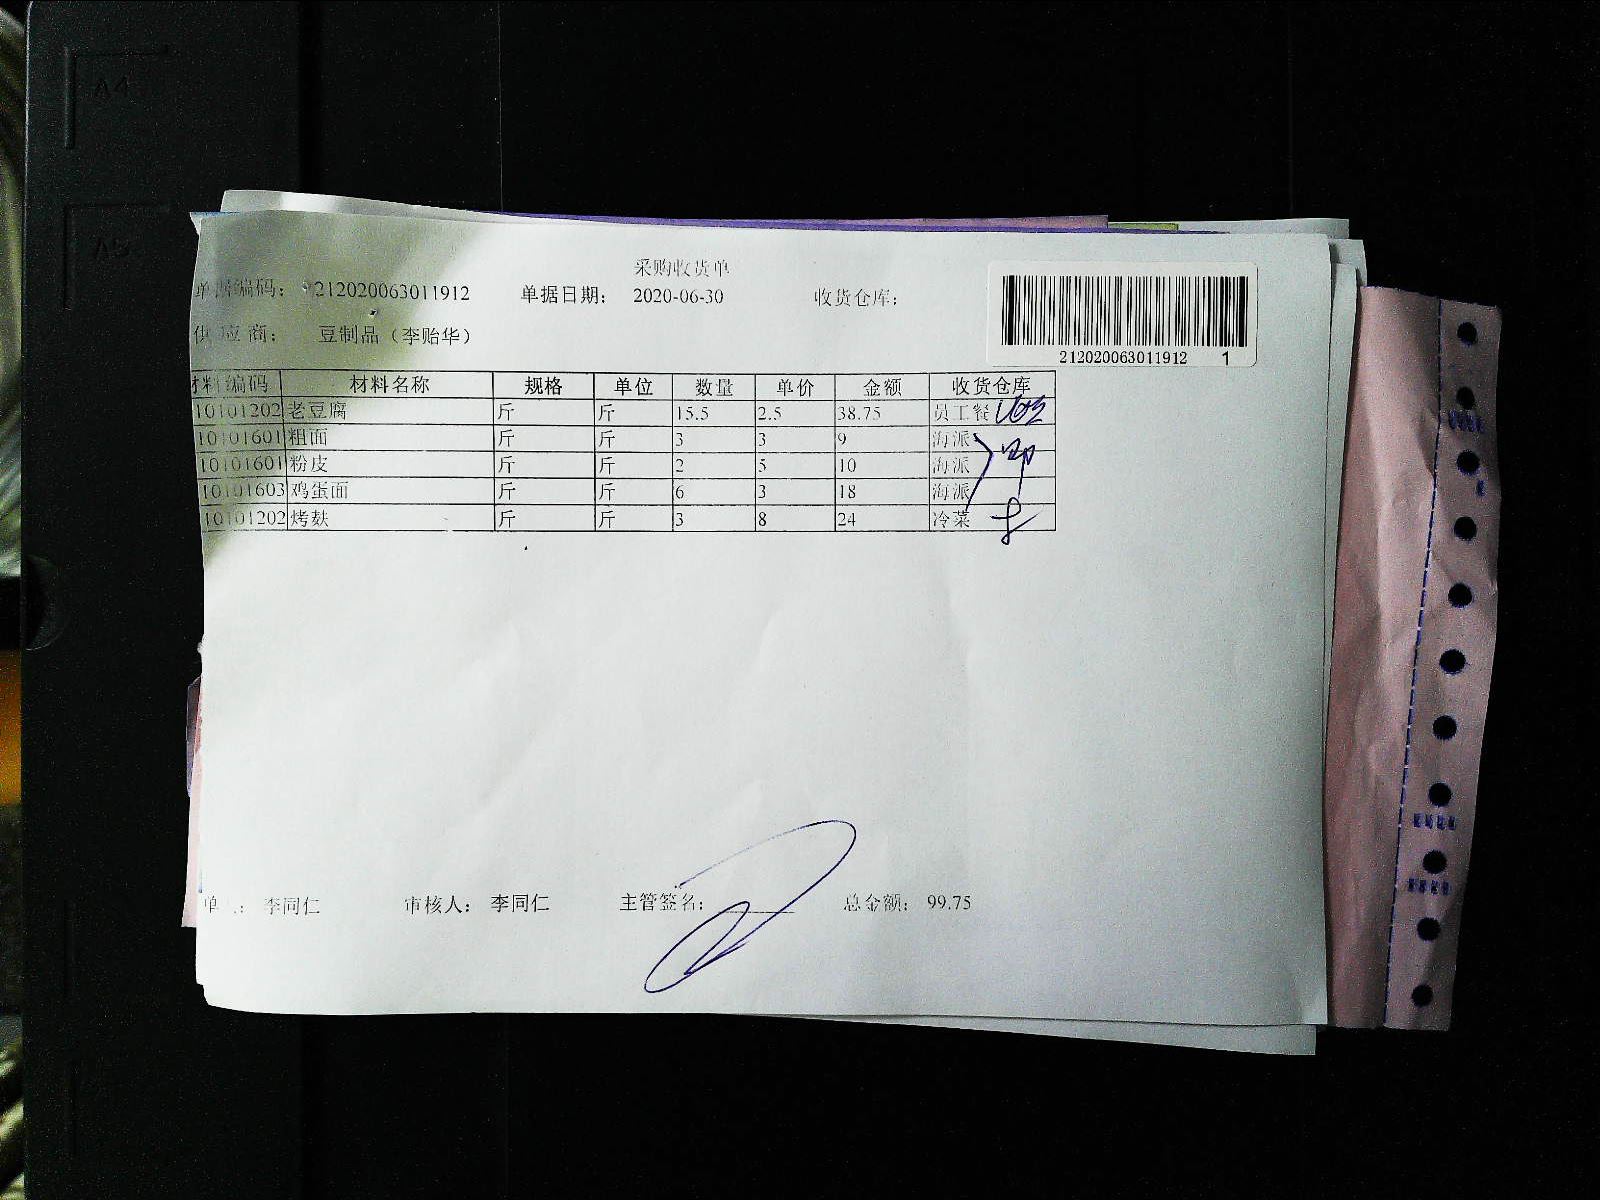 采购收货单
单据编码： 212020063011912 单据日期： 2020-06-30 收货仓库：
212020063011912 1
供应商： 豆制品（李贻华）
材料编码 材料名称 规格 单位 数量 单价 金额 收货仓库
10101202 老豆腐 斤 斤 15.5 2.5 38.75 员工餐
10101601 粗面 斤 斤 3 3 9 海派
10101601 粉皮 斤 斤 2 5 10 海派
10101603 鸡蛋面 斤 斤 6 3 18 海派
10101202 烤麸 斤 斤 3 8 24 冷菜
单人： 李同仁 审核人： 李同仁 主管签名： 总金额： 99.75
A4